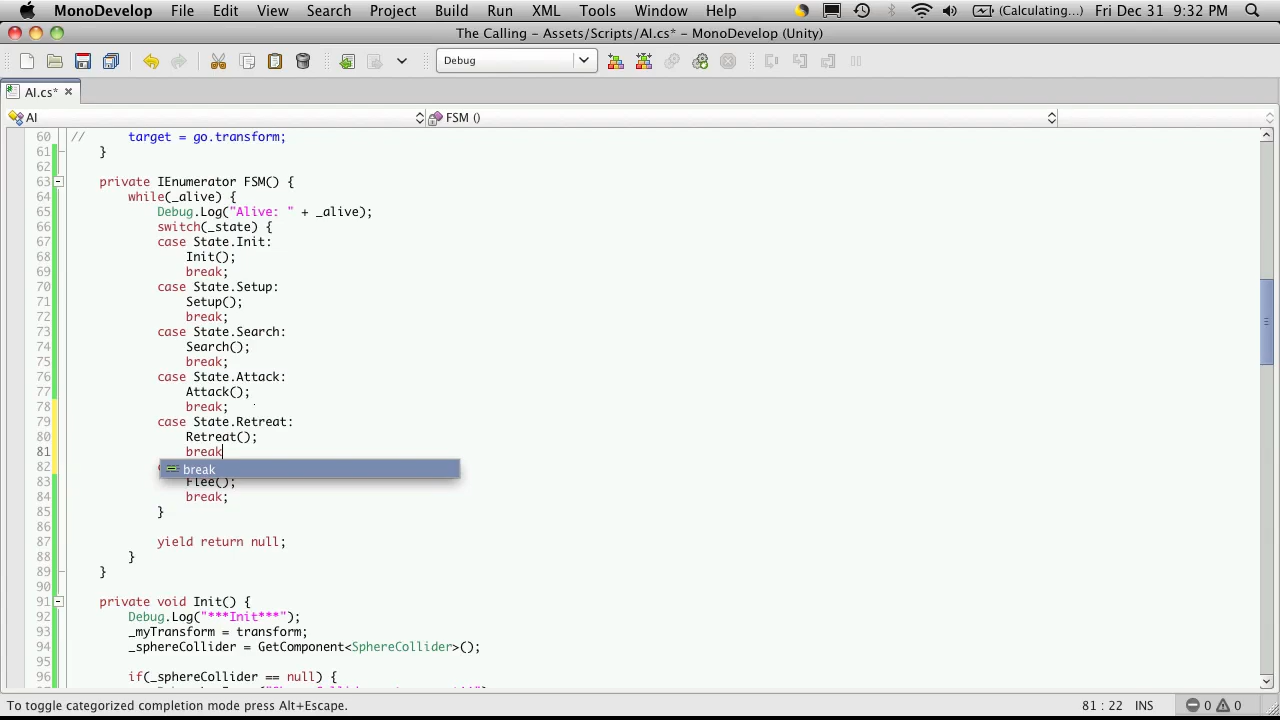 MonoDevelop File Edit View Search Project Build Run XML Tools Window Help (Calculating...) Fri Dec 31 9:32 PM
The Calling - Assets/Scripts/AI.cs* - MonoDevelop (Unity)
Debug
AI.cs*
AI FSM ()
60 // target = go.transform;
61 }
62
63 private IEnumerator FSM() {
64 while(_alive) {
65 Debug.Log("Alive: " + _alive);
66 switch(_state) {
67 case State.Init:
68 Init();
69 break;
70 case State.Setup:
71 Setup();
72 break;
73 case State.Search:
74 Search();
75 break;
76 case State.Attack:
77 Attack();
78 break;
79 case State.Retreat:
80 Retreat();
81 break
82 break
83 Flee();
84 break;
85 }
86
87 yield return null;
88 }
89 }
90
91 private void Init() {
92 Debug.Log("***Init***");
93 _myTransform = transform;
94 _sphereCollider = GetComponent<SphereCollider>();
95
96 if(_sphereCollider == null) {
To toggle categorized completion mode press Alt+Escape. 81 : 22 INS 0 0